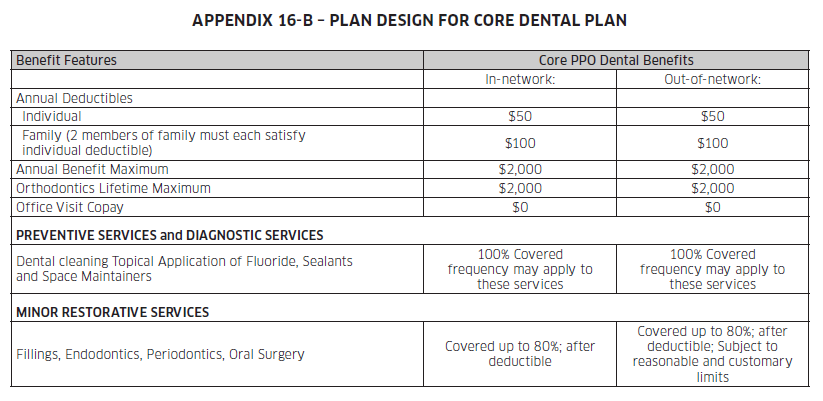 APPENDIX 16-B – PLAN DESIGN FOR CORE DENTAL PLAN
Benefit Features Core PPO Dental Benefits
In-network: Out-of-network:
Annual Deductibles
Individual $50 $50
Family (2 members of family must each satisfy
individual deductible) $100 $100
Annual Benefit Maximum $2,000 $2,000
Orthodontics Lifetime Maximum $2,000 $2,000
Office Visit Copay $0 $0
PREVENTIVE SERVICES and DIAGNOSTIC SERVICES
Dental cleaning Topical Application of Fluoride, Sealants
and Space Maintainers
100% Covered
frequency may apply to
these services
100% Covered
frequency may apply to
these services
MINOR RESTORATIVE SERVICES
Fillings, Endodontics, Periodontics, Oral Surgery
Covered up to 80%; after
deductible
Covered up to 80%; after
deductible; Subject to
reasonable and customary
limits